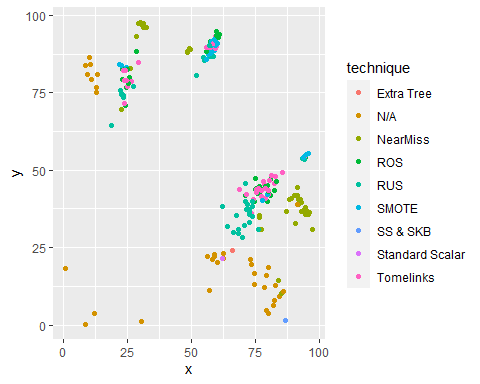 100
75
50
25
0
y
0
25
50
75
100
x
technique
Extra Tree
N/A
NearMiss
ROS
RUS
SMOTE
SS & SKB
Standard Scalar
Tomelinks